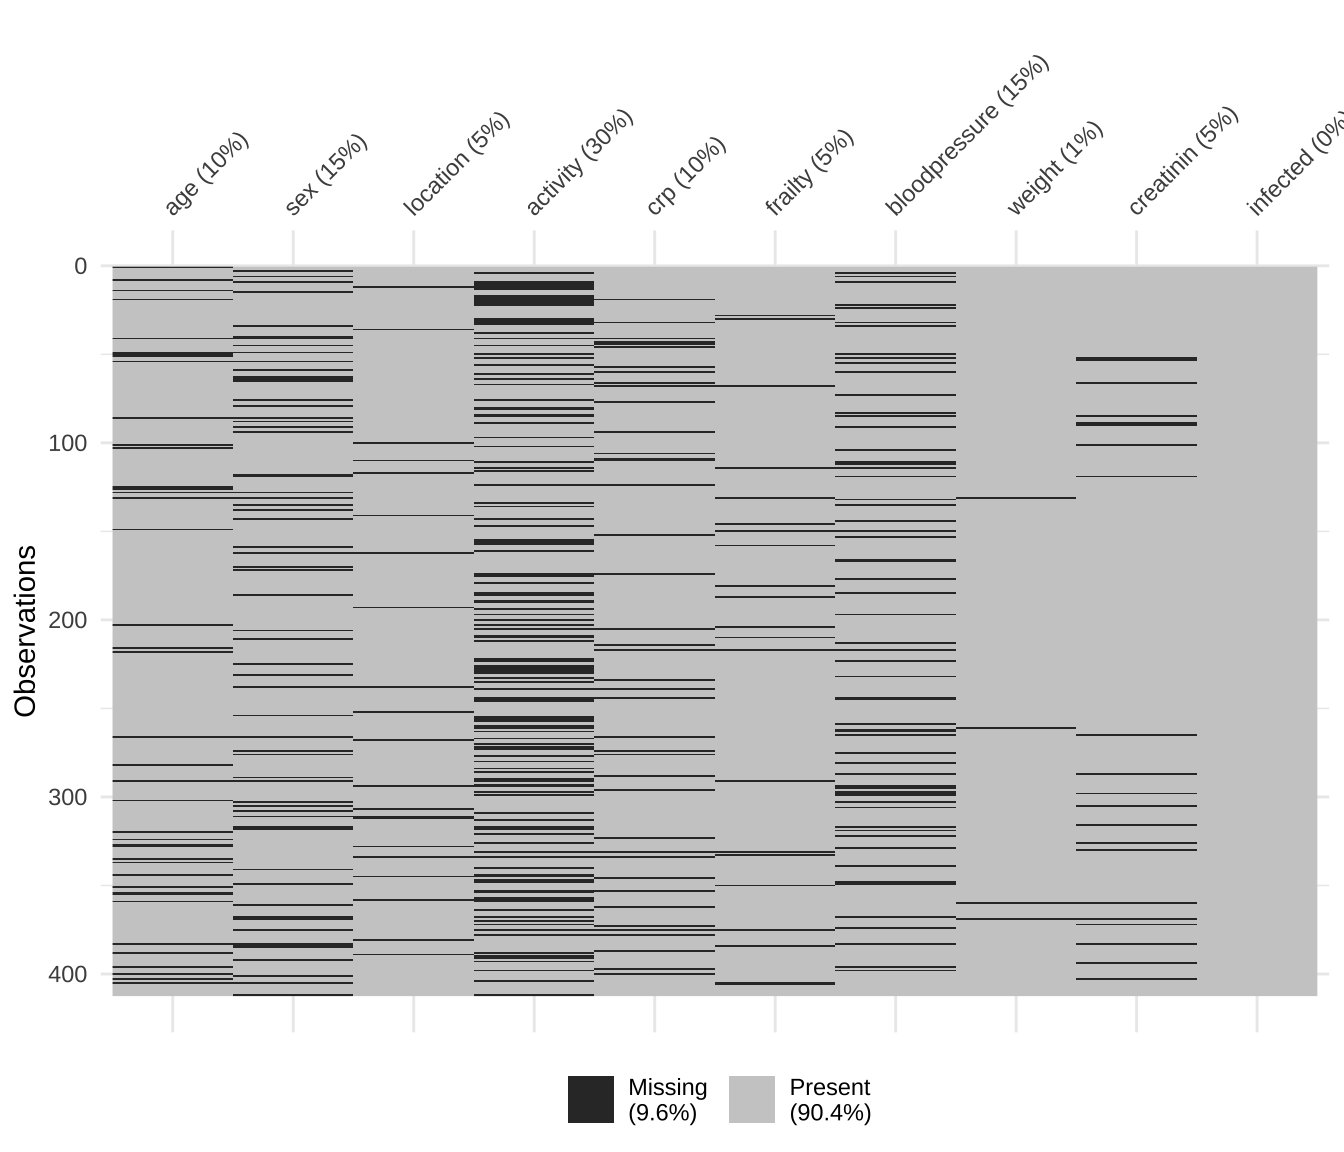 age (10%)
sex (15%)
location (5%)
activity (30%)
crp (10%)
frailty (5%)
bloodpressure (15%)
weight (1%)
creatinin (5%)
infected (0%
0
100
200
300
400
Observations
Missing
(9.6%)
Present
(90.4%)